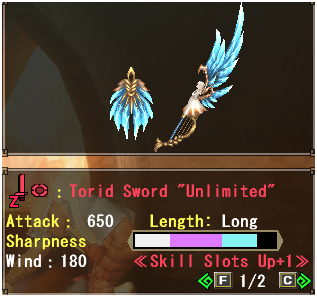 Z : Torid Sword "Unlimited"
Attack: 650 Length: Long
Sharpness
Wind: 180 ≪Skill Slots Up+1≫
F 1/2 C